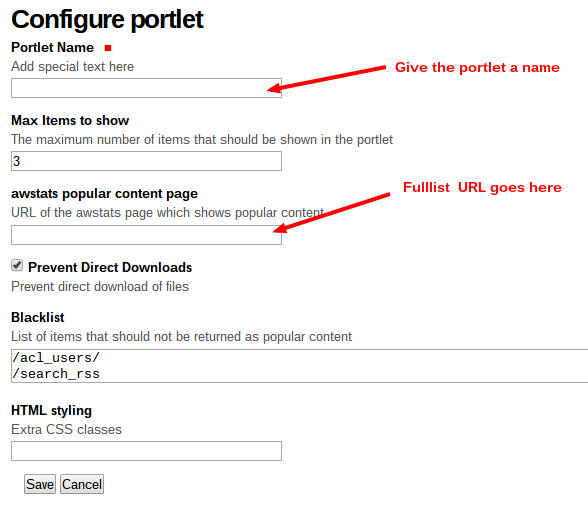 Configure portlet
Portlet Name
Add special text here
Give the portlet a name
Max Items to show
The maximum number of items that should be shown in the portlet
3
awstats popular content page
Fulllist URL goes here
URL of the awstats page which shows popular content
Prevent Direct Downloads
Prevent direct download of files
Blacklist
List of items that should not be returned as popular content
/acl_users/
/search_rss
HTML styling
Extra CSS classes
Save Cancel